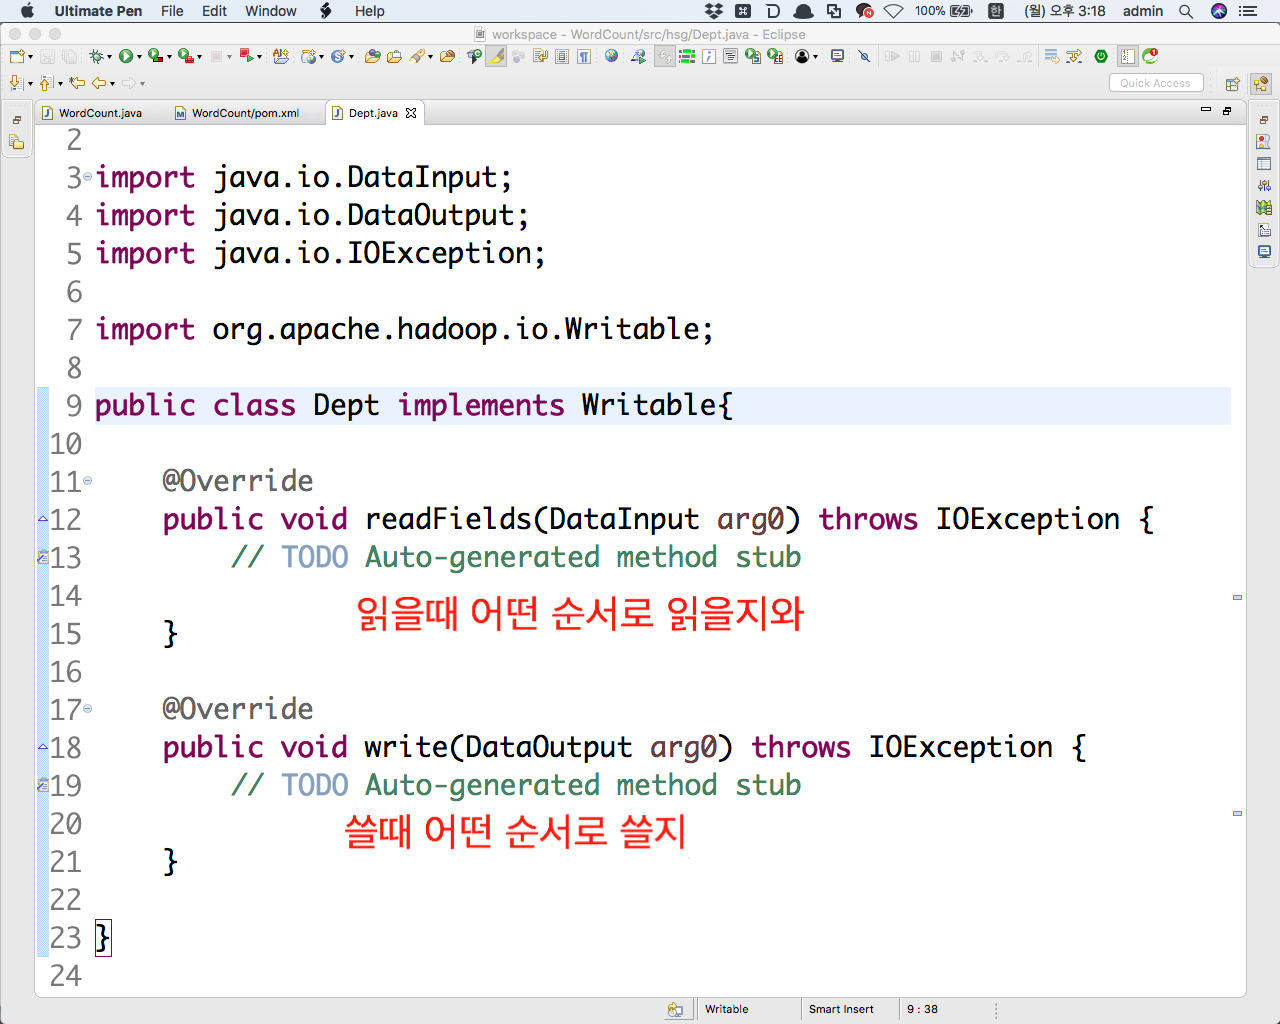 Ultimate Pen File Edit Window Help 100% 한 (월) 오후 3:18 admin
workspace - WordCount/src/hsg/Dept.java - Eclipse
Quick Access
WordCount.java WordCount/pom.xml Dept.java
2
3 import java.io.DataInput;
4 import java.io.DataOutput;
5 import java.io.IOException;
6
7 import org.apache.hadoop.io.Writable;
8
9 public class Dept implements Writable{
10
11 @Override
12 public void readFields(DataInput arg0) throws IOException {
13 // TODO Auto-generated method stub
14
읽을때 어떤 순서로 읽을지와
15 }
16
17 @Override
18 public void write(DataOutput arg0) throws IOException {
19 // TODO Auto-generated method stub
20
쓸때 어떤 순서로 쓸지
21 }
22
23 }
24
Writable Smart Insert 9 : 38